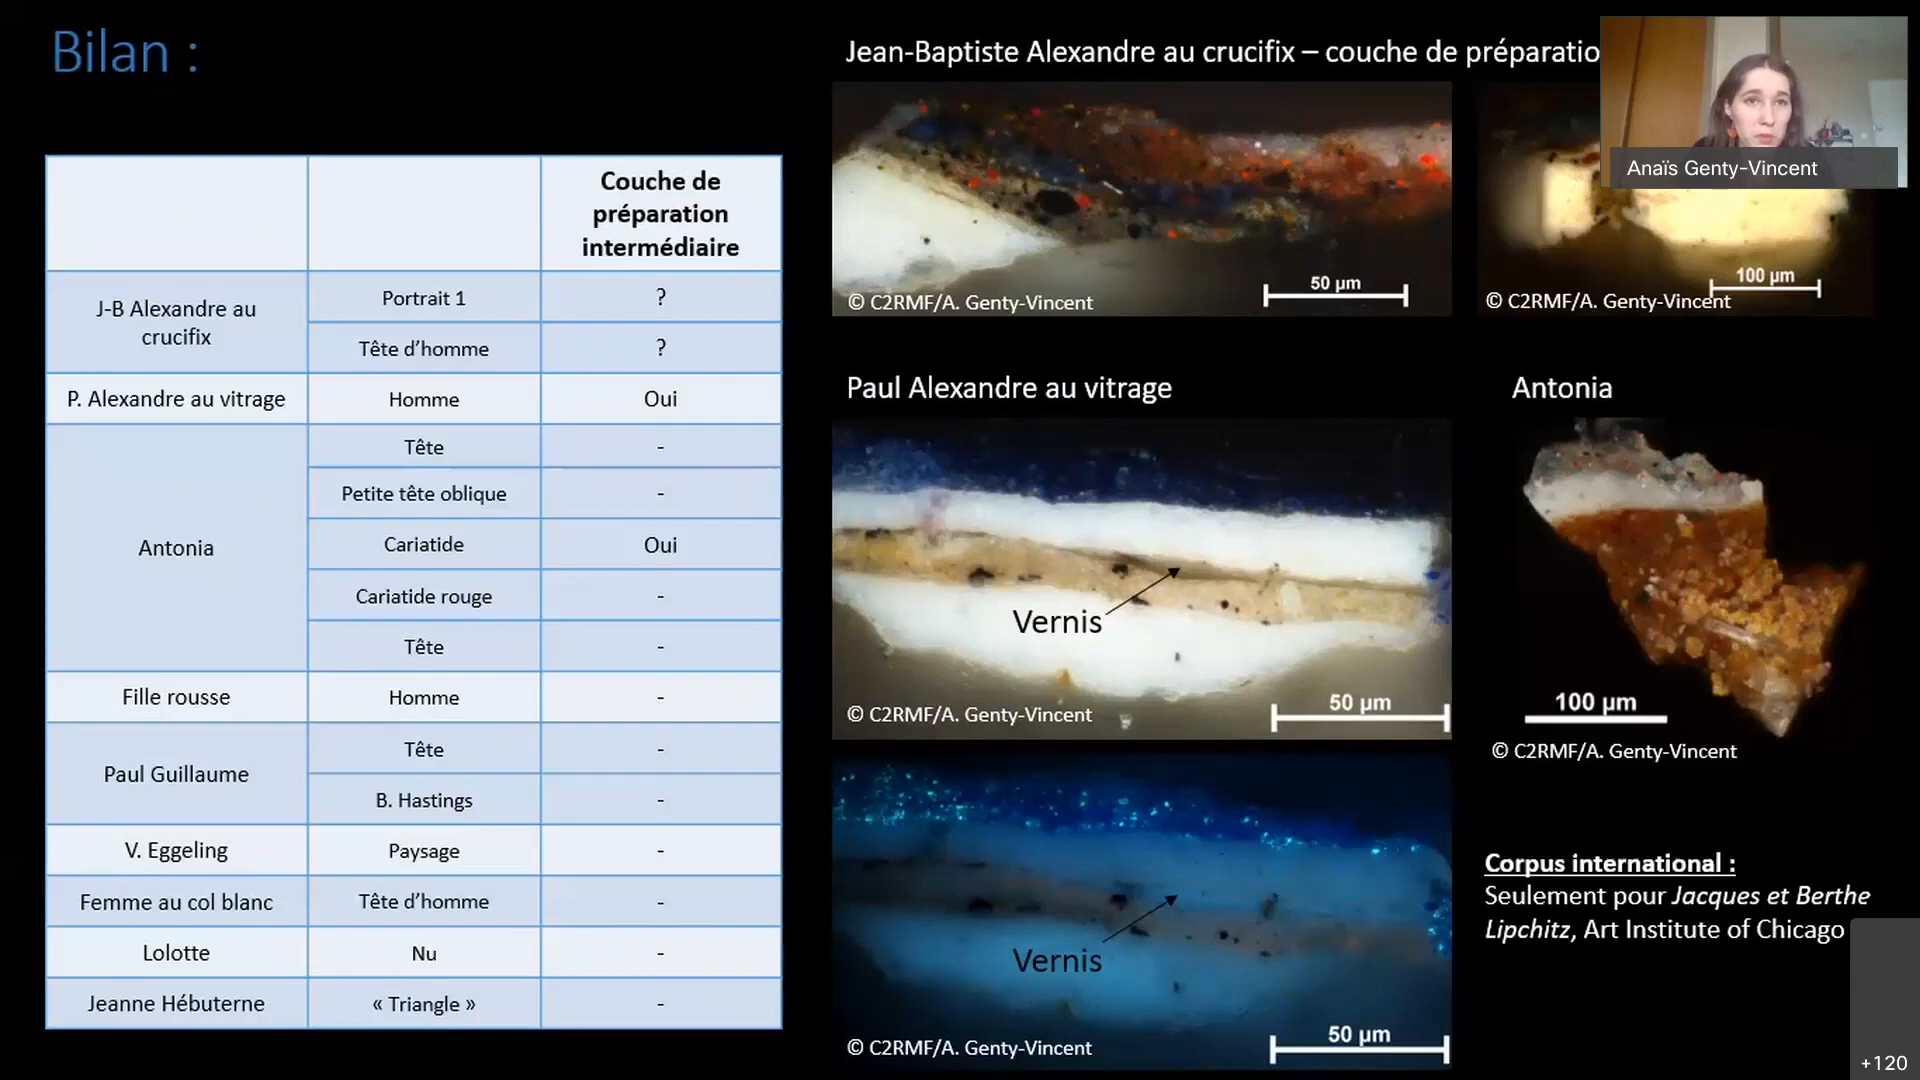 Bilan :
Couche de
préparation
intermédiaire
J-B Alexandre au
crucifix
Portrait 1
?
Tête d’homme
?
P. Alexandre au vitrage
Homme
Oui
Antonia
Tête
-
Petite tête oblique
-
Cariatide
Oui
Cariatide rouge
-
Tête
-
Fille rousse
Homme
-
Paul Guillaume
Tête
-
B. Hastings
-
V. Eggeling
Paysage
-
Femme au col blanc
Tête d’homme
-
Lolotte
Nu
-
Jeanne Hébuterne
« Triangle »
-
Jean-Baptiste Alexandre au crucifix – couche de préparatio
50 µm
© C2RMF/A. Genty-Vincent
100 µm
© C2RMF/A. Genty-Vincent
Anaïs Genty-Vincent
Paul Alexandre au vitrage
Vernis
50 µm
© C2RMF/A. Genty-Vincent
Vernis
50 µm
© C2RMF/A. Genty-Vincent
Antonia
100 µm
© C2RMF/A. Genty-Vincent
Corpus international :
Seulement pour Jacques et Berthe
Lipchitz, Art Institute of Chicago
+120